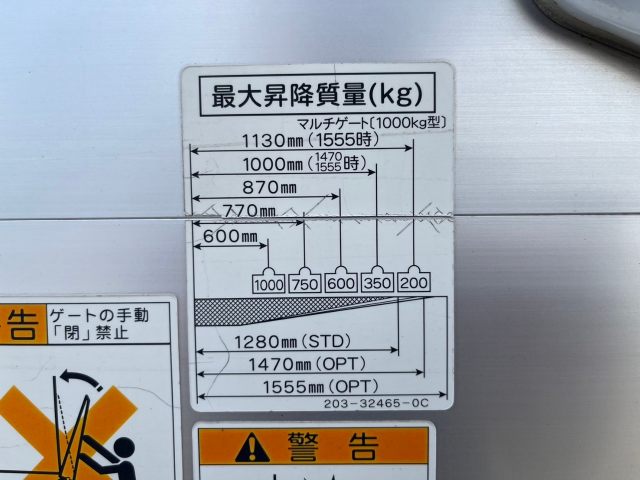 最大昇降質量(kg)
マルチゲート〔1000kg型〕
1130mm(1555時)
1000mm(1470 1555時)
870mm
770mm
600mm
1000 750 600 350 200
1280mm(STD)
1470mm(OPT)
1555mm(OPT)
203-32465-0C
告 ゲートの手動
「閉」禁止
警告